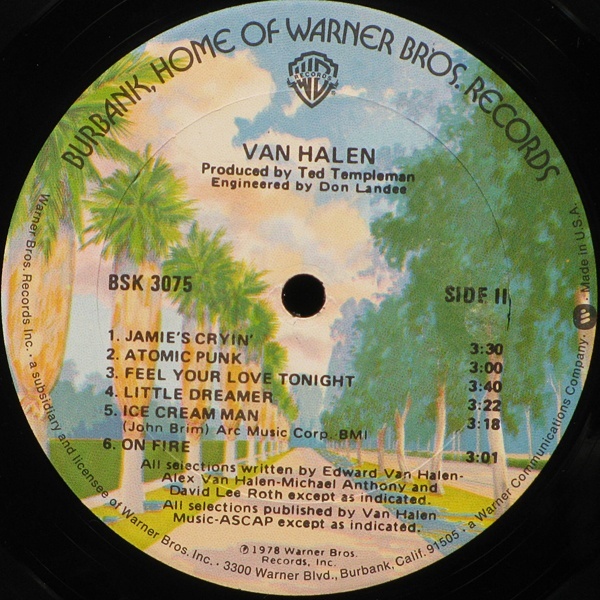 BURBANK, HOME OF WARNER BROS. RECORDS
WB
RECORDS
VAN HALEN
Produced by Ted Templeman
Engineered by Don Landee
BSK 3075
SIDE II
1. JAMIE'S CRYIN' 3:30
2. ATOMIC PUNK 3:00
3. FEEL YOUR LOVE TONIGHT 3:40
4. LITTLE DREAMER 3:22
5. ICE CREAM MAN 3:18
(John Brim) Arc Music Corp. BMI
6. ON FIRE 3:01
All selections written by Edward Van Halen-
Alex Van Halen-Michael Anthony and
David Lee Roth except as indicated.
All selections published by Van Halen
Music-ASCAP except as indicated.
℗1978 Warner Bros.
Records, Inc.
Warner Bros. Records Inc. · a subsidiary and licensee of Warner Bros. Inc. · 3300 Warner Blvd., Burbank, Calif. 91505 · a Warner Communications Company. · Made in U.S.A.